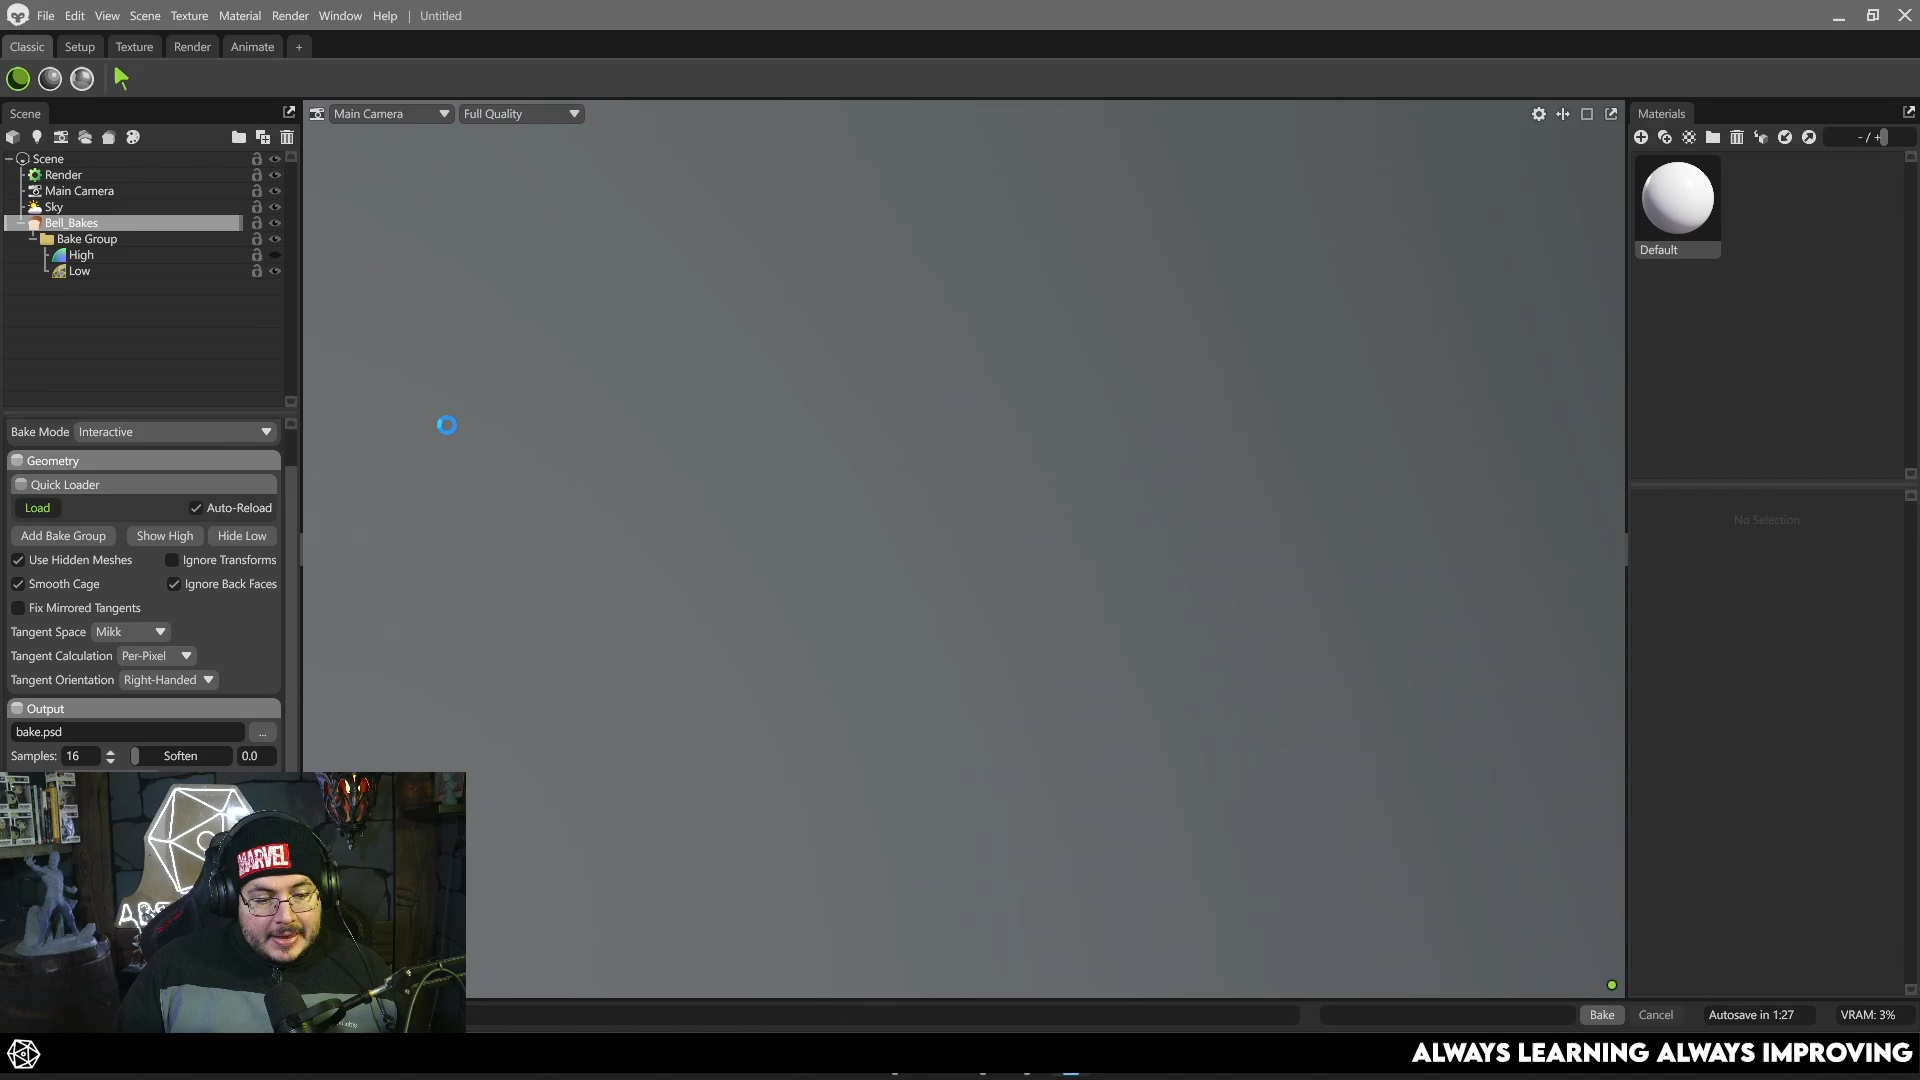 File Edit View Scene Texture Material Render Window Help | Untitled
Classic Setup Texture Render Animate +
Scene
Main Camera Full Quality
Materials
- / +
Scene
Render
Main Camera
Sky
Bell_Bakes
Bake Group
High
Low
Default
Bake Mode Interactive
Geometry
Quick Loader
Load Auto-Reload
Add Bake Group Show High Hide Low
Use Hidden Meshes Ignore Transforms
Smooth Cage Ignore Back Faces
Fix Mirrored Tangents
Tangent Space Mikk
Tangent Calculation Per-Pixel
Tangent Orientation Right-Handed
Output
bake.psd ...
Samples: 16 Soften 0.0
No Selection
MARVEL
Bake Cancel Autosave in 1:27 VRAM: 3%
ALWAYS LEARNING ALWAYS IMPROVING